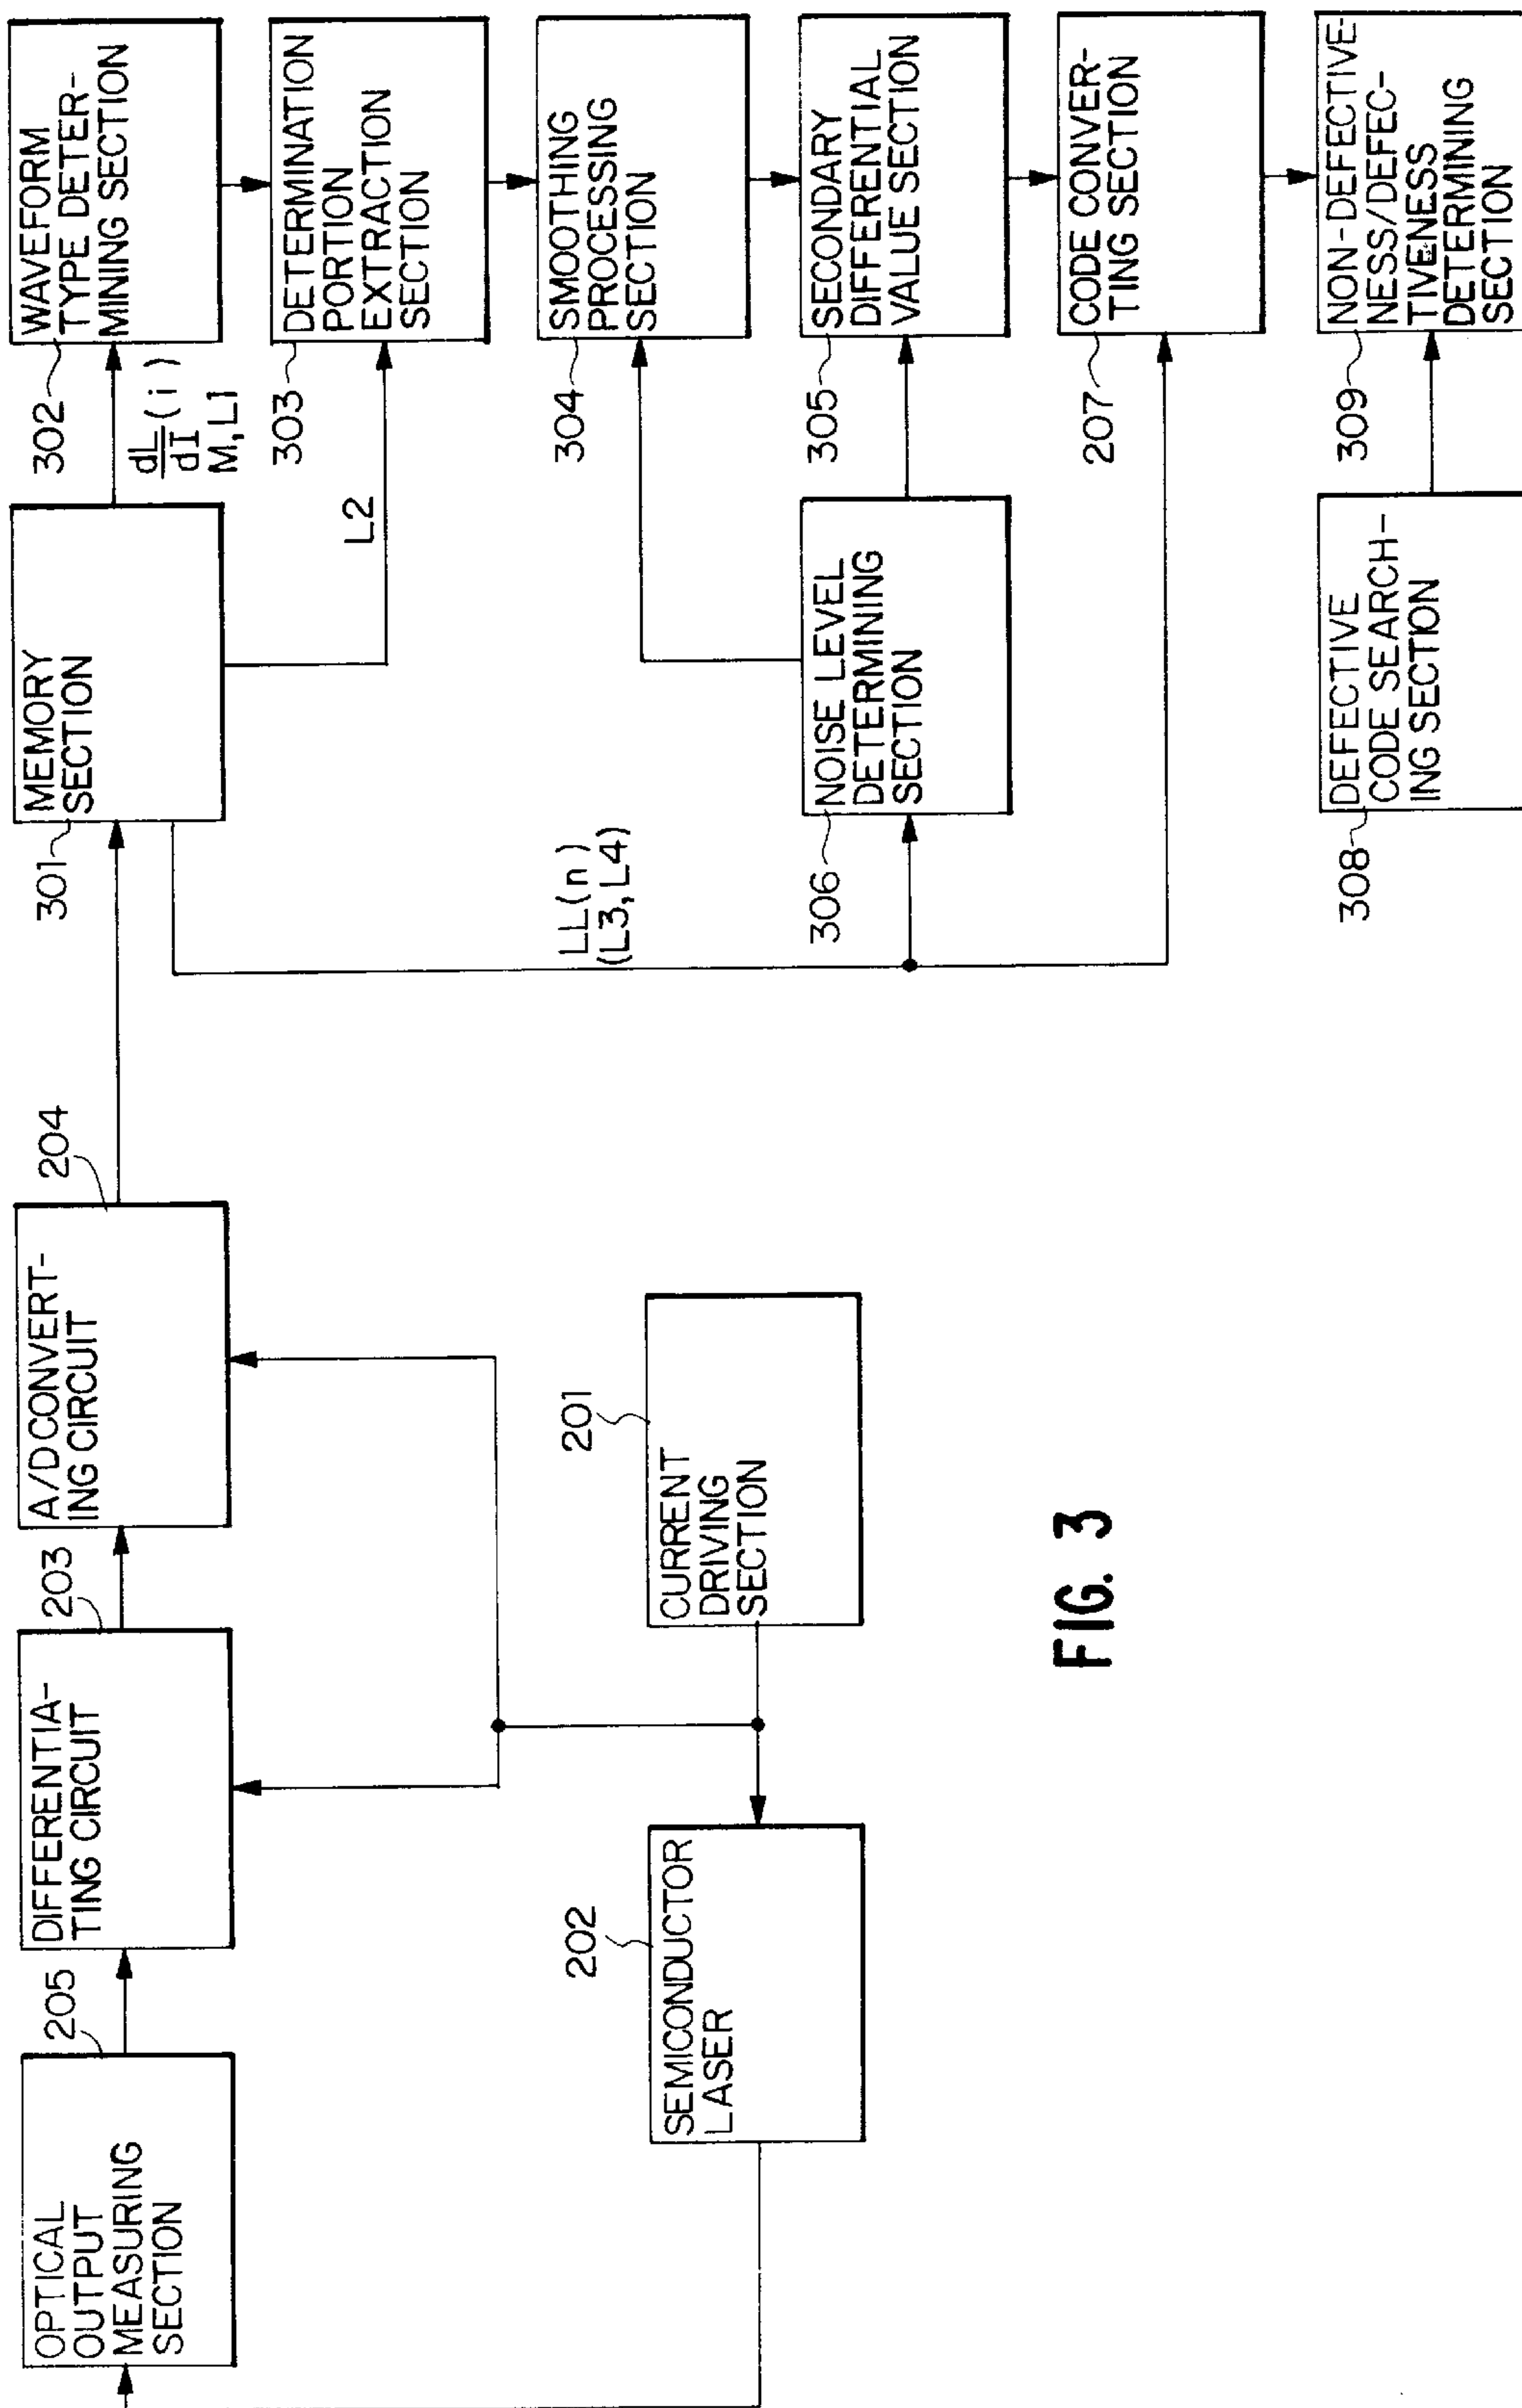 OPTICAL
OUTPUT
MEASURING
SECTION
205
DIFFERENTIA-
TING CIRCUIT
203
A/D CONVERT-
ING CIRCUIT
204
SEMICONDUCTOR
LASER
202
CURRENT
DRIVING
SECTION
201
MEMORY
SECTION
301
dL
dI
(i)
M,L1
L2
LL(n)
(L3,L4)
WAVEFORM
TYPE DETER-
MINING SECTION
302
DETERMINATION
PORTION
EXTRACTION
SECTION
303
SMOOTHING
PROCESSING
SECTION
304
SECONDARY
DIFFERENTIAL
VALUE SECTION
305
NOISE LEVEL
DETERMINING
SECTION
306
CODE CONVER-
TING SECTION
207
DEFECTIVE
CODE SEARCH-
ING SECTION
308
NON-DEFECTIVE-
NESS/DEFEC-
TIVENESS
DETERMINING
SECTION
309
FIG. 3